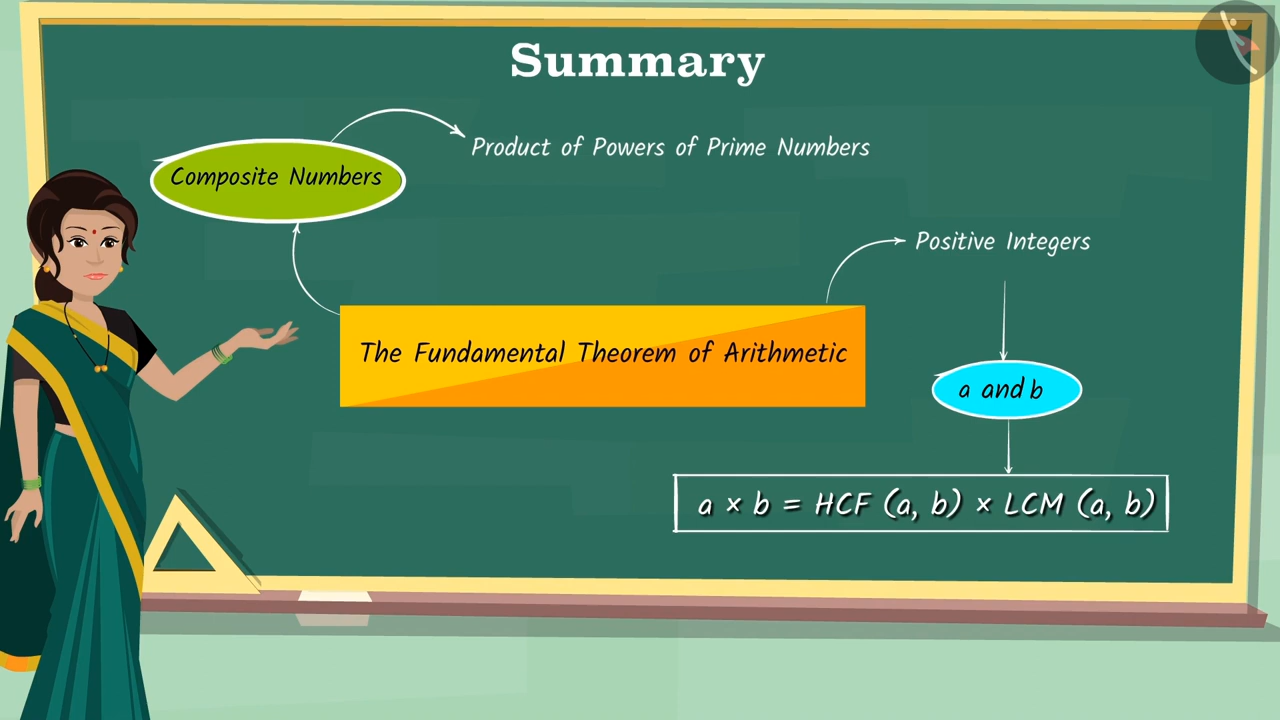 Summary
Product of Powers of Prime Numbers
Composite Numbers
Positive Integers
The Fundamental Theorem of Arithmetic
a and b
a × b = HCF (a, b) × LCM (a, b)